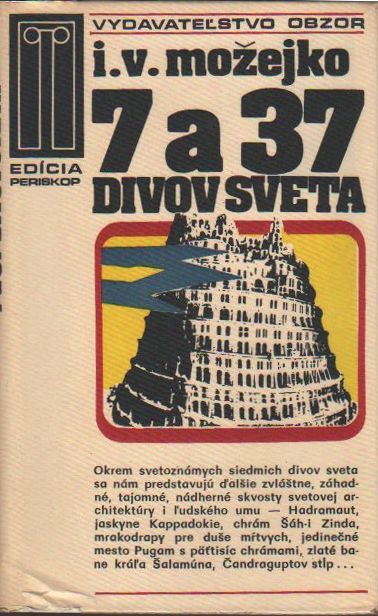 VYDAVATEĽSTVO OBZOR
i.v. možejko
7 a 37
DIVOV SVETA
EDÍCIA
PERISKOP
Okrem svetoznámych siedmich divov sveta
sa nám predstavujú ďalšie zvláštne, záhad-
né, tajomné, nádherné skvosty svetovej ar-
chitektúry i ľudského umu — Hadramaut,
jaskyne Kappadokie, chrám Šáh-i Zinda,
mrakodrapy pre duše mŕtvych, jedinečné
mesto Pugam s päťtisíc chrámami, zlaté ba-
ne kráľa Šalamúna, Čandraguptov stĺp ...